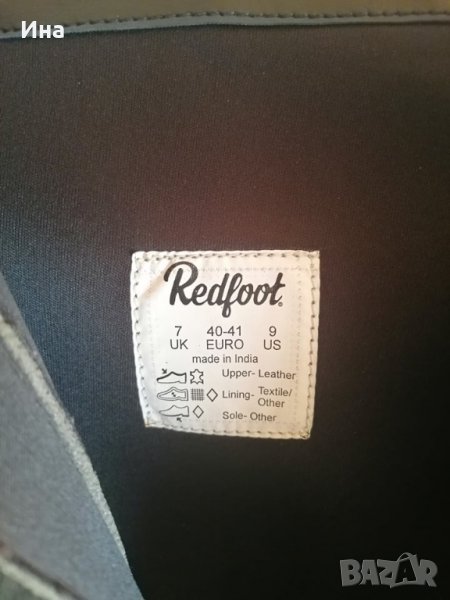 Ина
Redfoot
7 40-41 9
UK EURO US
made in India
Upper- Leather
Lining- Textile/
Other
Sole- Other
BAZAR